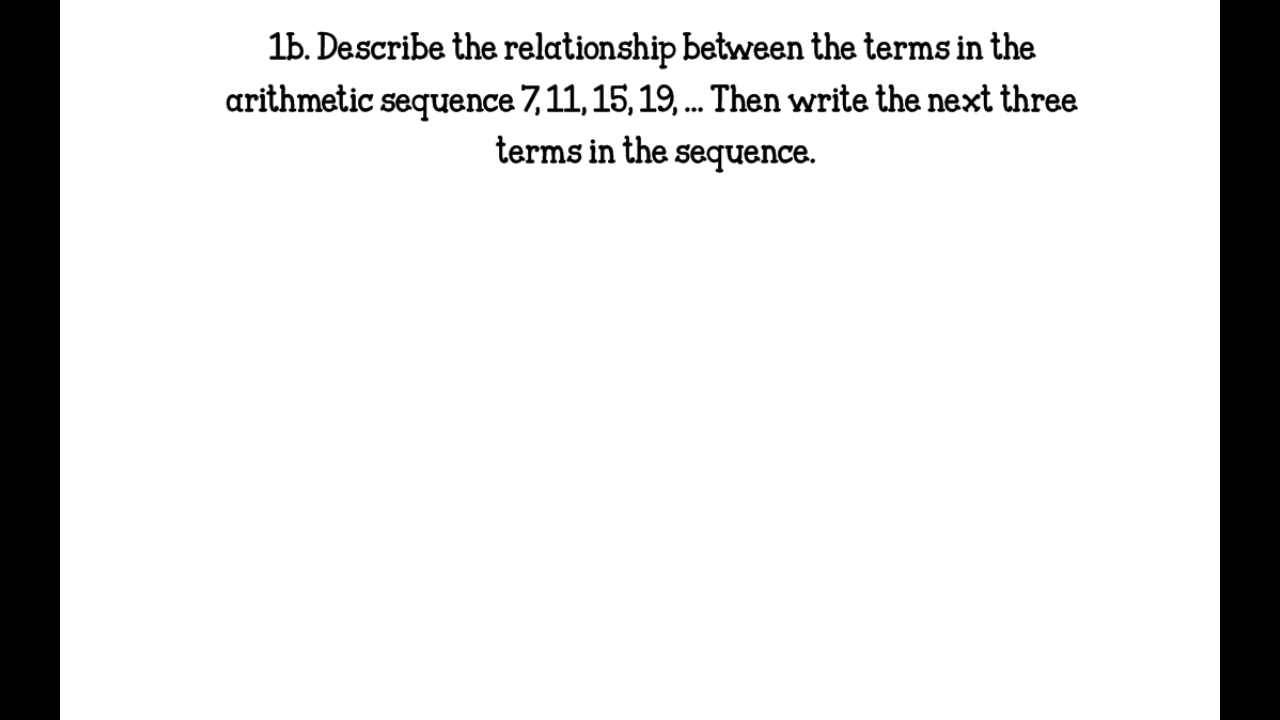 1b. Describe the relationship between the terms in the
arithmetic sequence 7, 11, 15, 19, ... Then write the next three
terms in the sequence.